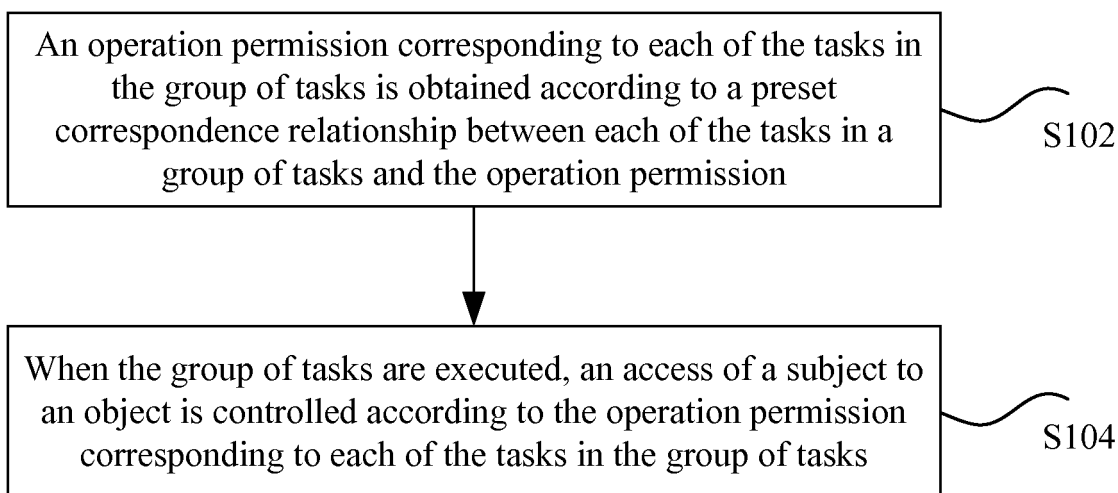 An operation permission corresponding to each of the tasks in
the group of tasks is obtained according to a preset
correspondence relationship between each of the tasks in a
group of tasks and the operation permission
S102
When the group of tasks are executed, an access of a subject to
an object is controlled according to the operation permission
corresponding to each of the tasks in the group of tasks
S104